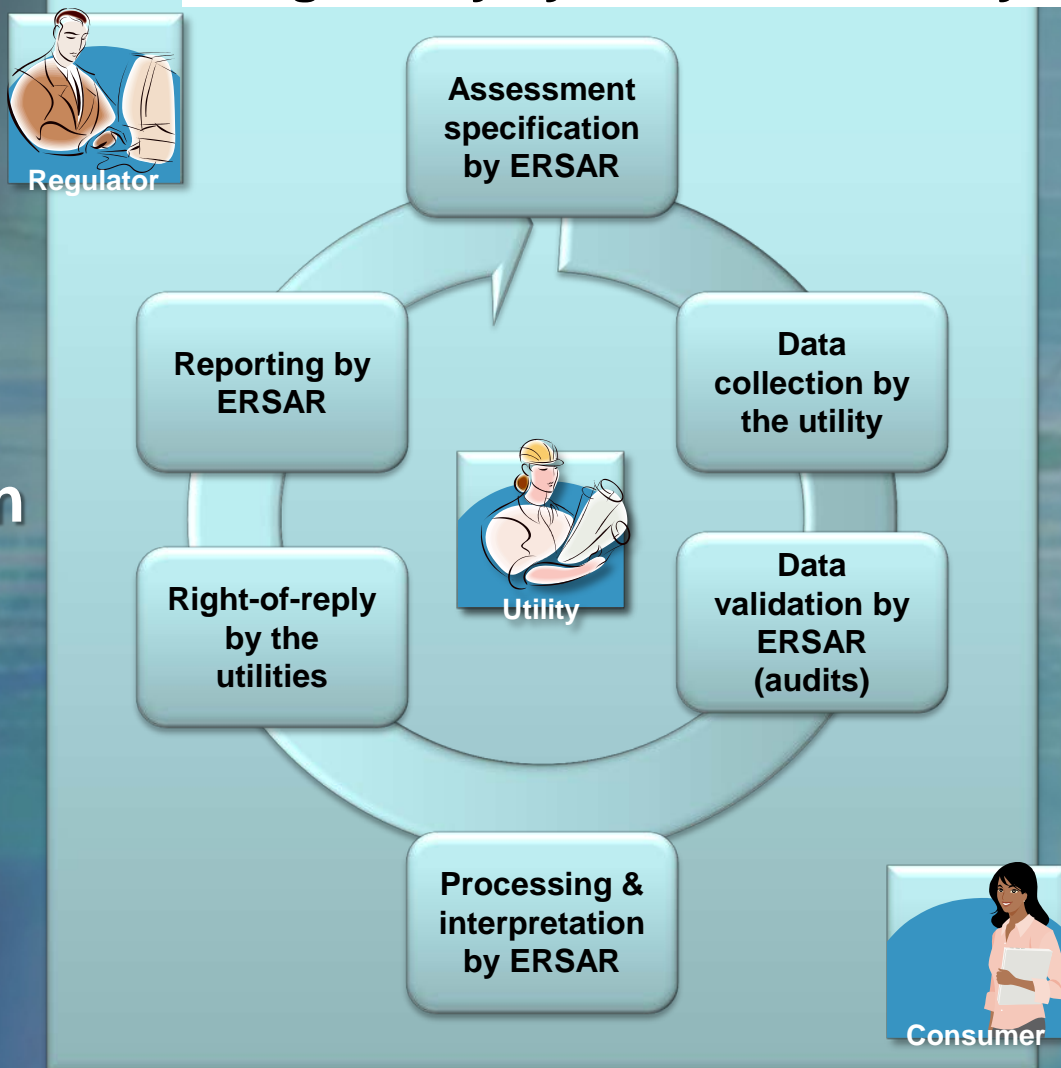 Regulator
Assessment
specification
by ERSAR
Reporting by
ERSAR
Data
collection by
the utility
Utility
Right-of-reply
by the
utilities
Data
validation by
ERSAR
(audits)
Processing &
interpretation
by ERSAR
Consumer